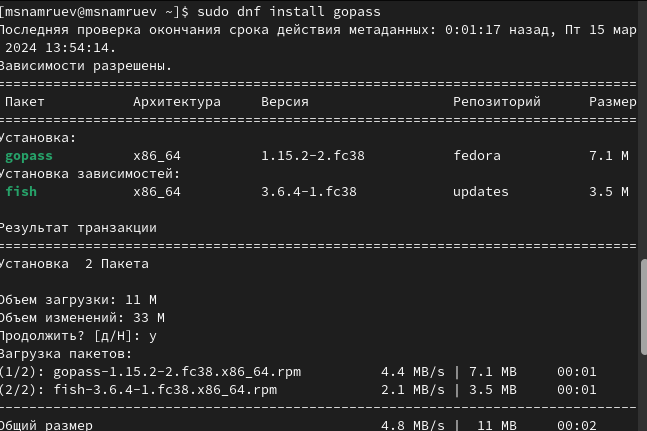 [msnamruev@msnamruev ~]$ sudo dnf install gopass
Последняя проверка окончания срока действия метаданных: 0:01:17 назад, Пт 15 мар
2024 13:54:14.
Зависимости разрешены.
================================================================================
Пакет Архитектура Версия Репозиторий Размер
================================================================================
Установка:
gopass x86_64 1.15.2-2.fc38 fedora 7.1 M
Установка зависимостей:
fish x86_64 3.6.4-1.fc38 updates 3.5 M
Результат транзакции
================================================================================
Установка 2 Пакета
Объем загрузки: 11 M
Объем изменений: 33 M
Продолжить? [д/Н]: y
Загрузка пакетов:
(1/2): gopass-1.15.2-2.fc38.x86_64.rpm 4.4 MB/s | 7.1 MB 00:01
(2/2): fish-3.6.4-1.fc38.x86_64.rpm 2.1 MB/s | 3.5 MB 00:01
--------------------------------------------------------------------------------
Общий размер 4.8 MB/s | 11 MB 00:02